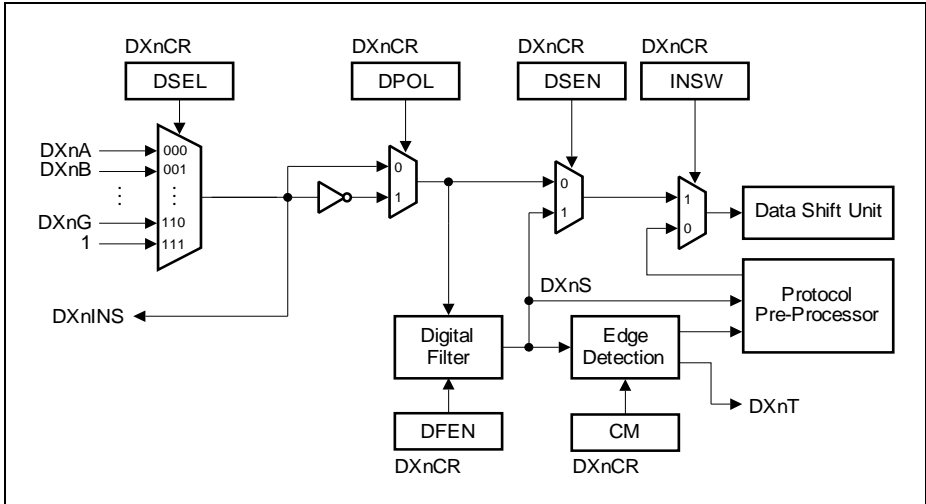 DXnCR
DXnCR
DXnCR
DXnCR
DSEL
DPOL
DSEN
INSW
DXnA
000
DXnB
001
0
0
1
1
1
DXnG
110
0
Data Shift Unit
1
111
DXnS
Protocol
Pre-Processor
DXnINS
Digital
Filter
Edge
Detection
DFEN
CM
DXnT
DXnCR
DXnCR